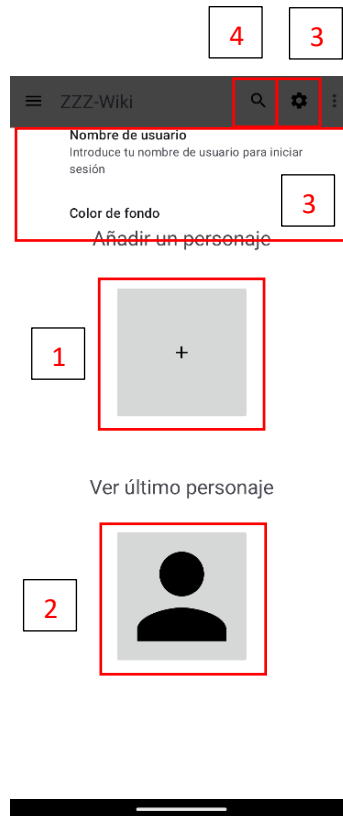 4
3
ZZZ-Wiki
Nombre de usuario
Introduce tu nombre de usuario para iniciar
sesión
3
Color de fondo
Añadir un personaje
1
+
Ver último personaje
2